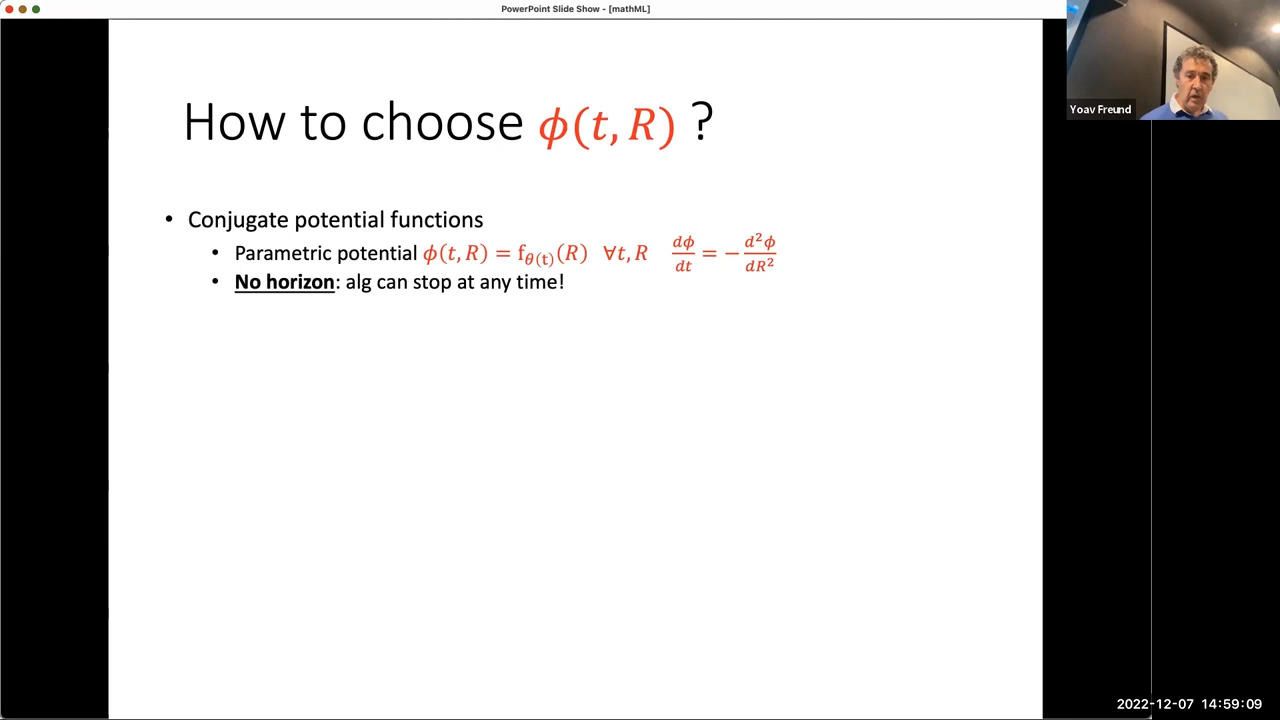 PowerPoint Slide Show - [mathML]
Yoav Freund
How to choose ϕ(t, R) ?
• Conjugate potential functions
• Parametric potential ϕ(t, R) = f_θ(t)(R) ∀t, R dϕ/dt = − d²ϕ/dR²
• No horizon: alg can stop at any time!
2022-12-07 14:59:09